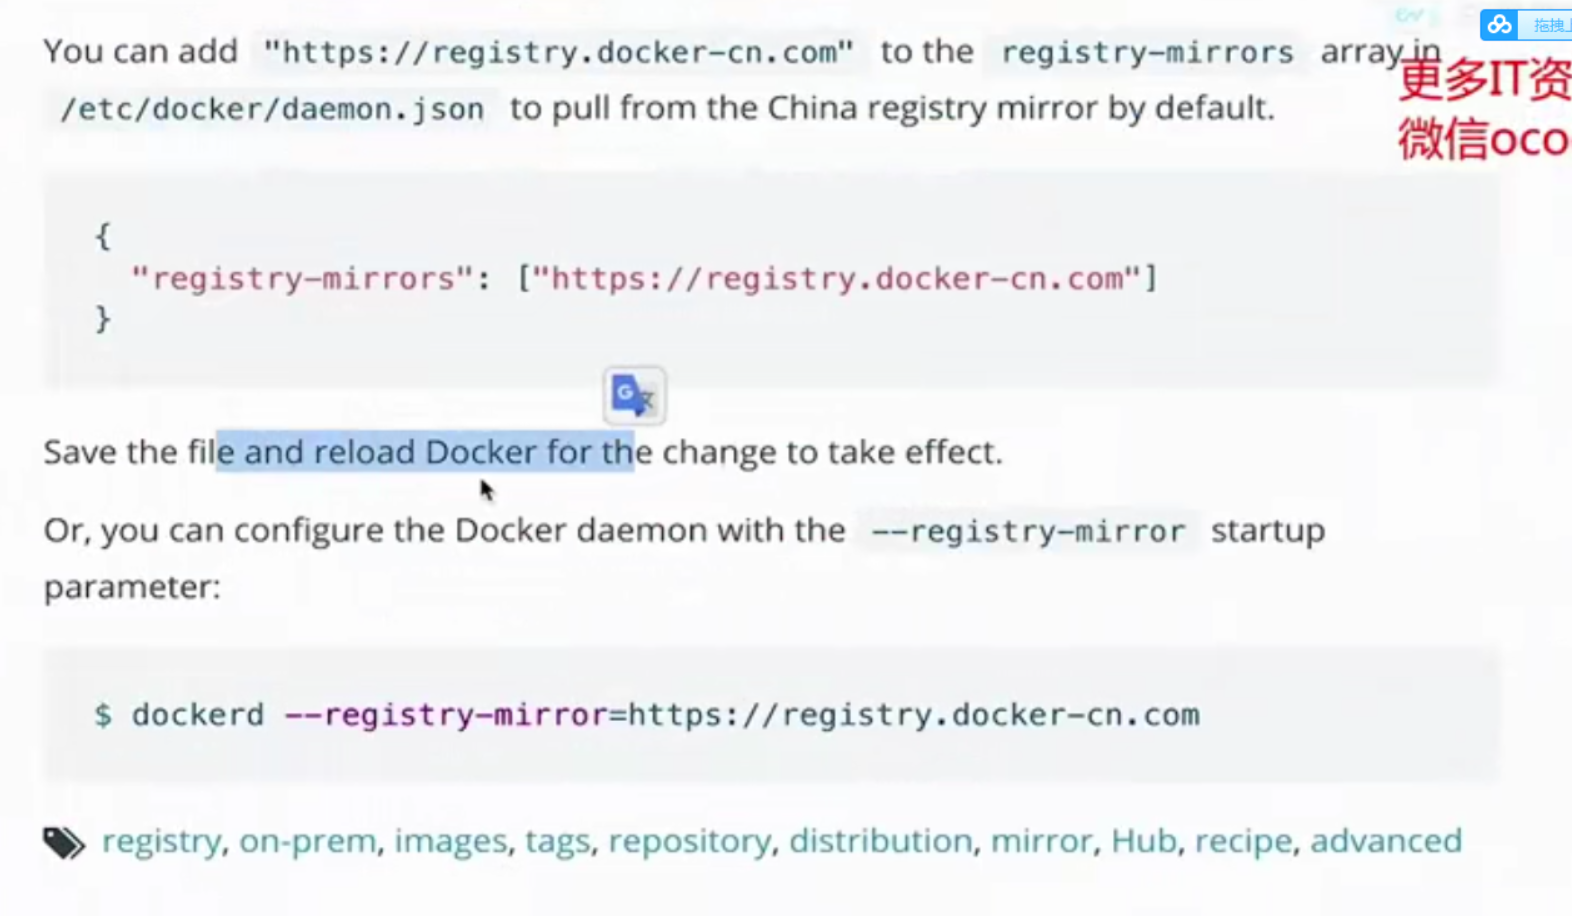 You can add "https://registry.docker-cn.com" to the registry-mirrors array in
/etc/docker/daemon.json to pull from the China registry mirror by default.
拖拽上
更多IT资
微信oco
{
"registry-mirrors": ["https://registry.docker-cn.com"]
}
Save the file and reload Docker for the change to take effect.
Or, you can configure the Docker daemon with the --registry-mirror startup
parameter:
$ dockerd --registry-mirror=https://registry.docker-cn.com
registry, on-prem, images, tags, repository, distribution, mirror, Hub, recipe, advanced